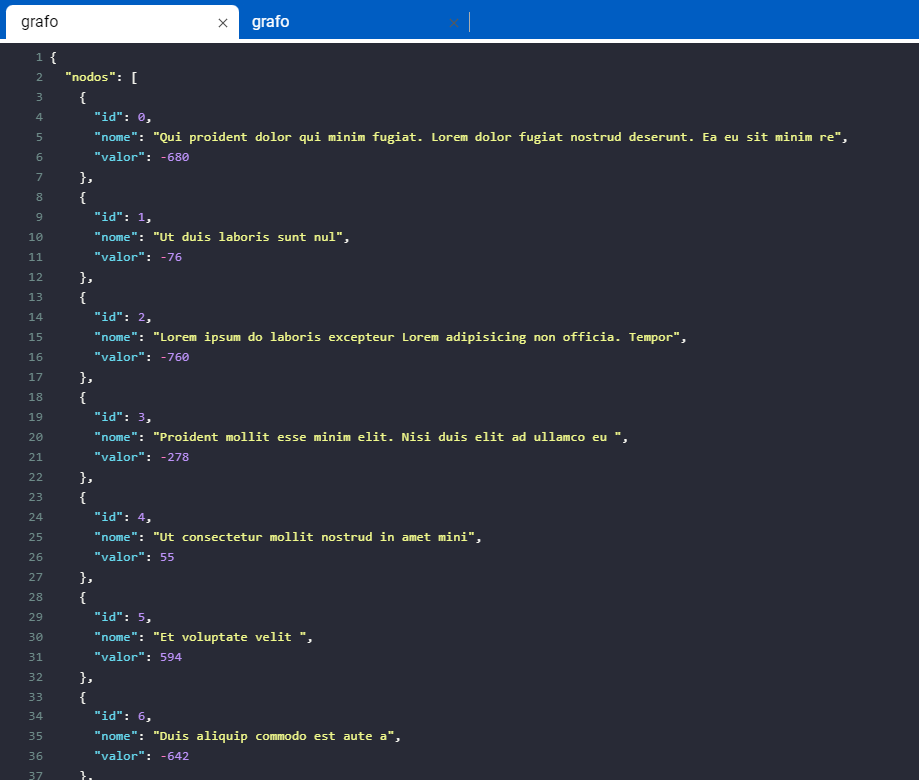 grafo
grafo
1 {
2 "nodos": [
3 {
4 "id": 0,
5 "nome": "Qui proident dolor qui minim fugiat. Lorem dolor fugiat nostrud deserunt. Ea eu sit minim re",
6 "valor": -680
7 },
8 {
9 "id": 1,
10 "nome": "Ut duis laboris sunt nul",
11 "valor": -76
12 },
13 {
14 "id": 2,
15 "nome": "Lorem ipsum do laboris excepteur Lorem adipisicing non officia. Tempor",
16 "valor": -760
17 },
18 {
19 "id": 3,
20 "nome": "Proident mollit esse minim elit. Nisi duis elit ad ullamco eu ",
21 "valor": -278
22 },
23 {
24 "id": 4,
25 "nome": "Ut consectetur mollit nostrud in amet mini",
26 "valor": 55
27 },
28 {
29 "id": 5,
30 "nome": "Et voluptate velit ",
31 "valor": 594
32 },
33 {
34 "id": 6,
35 "nome": "Duis aliquip commodo est aute a",
36 "valor": -642
37 },